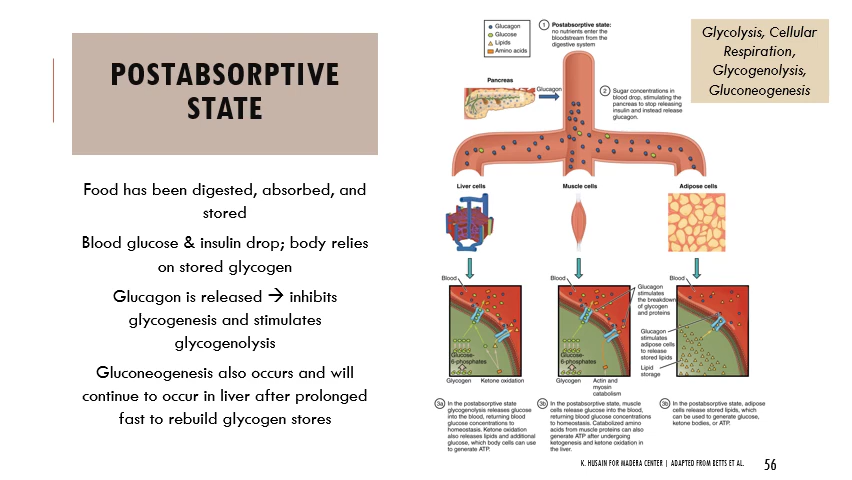 POSTABSORPTIVE
STATE
Food has been digested, absorbed, and
stored
Blood glucose & insulin drop; body relies
on stored glycogen
Glucagon is released → inhibits
glycogenesis and stimulates
glycogenolysis
Gluconeogenesis also occurs and will
continue to occur in liver after prolonged
fast to rebuild glycogen stores
Glucagon
Glucose
Lipids
Amino acids
1 Postabsorptive state:
no nutrients enter the
bloodstream from the
digestive system
Glycolysis, Cellular
Respiration,
Glycogenolysis,
Gluconeogenesis
Pancreas
Glucagon
2 Sugar concentrations in
blood drop, stimulating the
pancreas to stop releasing
insulin and instead release
glucagon.
Liver cells
Muscle cells
Adipose cells
Blood
Glucose-
6-phosphates
Glycogen
Ketone oxidation
Blood
Glucose-
6-phosphates
Glycogen
Actin and
myosin
catabolism
Glucagon
stimulates
the breakdown
of glycogen
and proteins
Blood
Glucagon
stimulates
adipose cells
to release
stored lipids
Lipid
storage
3a In the postabsorptive state
glycogenolysis releases glucose
into the blood, returning blood
glucose concentrations to
homeostasis. Ketone oxidation
also releases lipids and additional
glucose, which body cells can use
to generate ATP.
3b In the postabsorptive state, muscle
cells release glucose into the blood,
returning blood glucose concentrations
to homeostasis. Catabolized amino
acids from muscle proteins can also
generate ATP after undergoing
ketogenesis and ketone oxidation in
the liver.
3b In the postabsorptive state, adipose
cells release stored lipids, which
can be used to generate glucose,
ketone bodies, or ATP.
K. HUSAIN FOR MADERA CENTER | ADAPTED FROM BETTS ET AL.
56